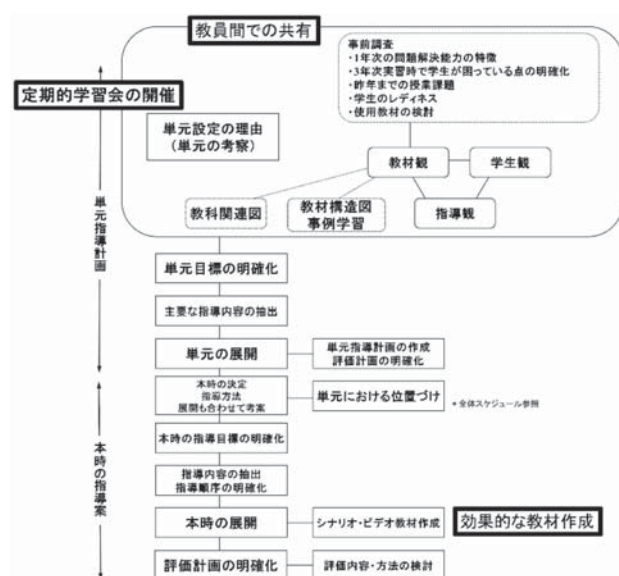 教員間での共有
事前調査
・1年次の問題解決能力の特徴
・3年次実習時で学生が困っている点の明確化
・昨年までの授業課題
・学生のレディネス
・使用教材の検討
定期的学習会の開催
単元設定の理由
(単元の考察)
教材観
学生観
教科関連図
教材構造図
事例学習
指導観
単元指導計画
単元目標の明確化
主要な指導内容の抽出
単元の展開
単元指導計画の作成
評価計画の明確化
本時の決定
指導方法
展開も合わせて考案
単元における位置づけ
*全体スケジュール参照
本時の指導案
本時の指導目標の明確化
指導内容の抽出
指導順序の明確化
本時の展開
シナリオ・ビデオ教材作成
効果的な教材作成
評価計画の明確化
評価内容・方法の検討